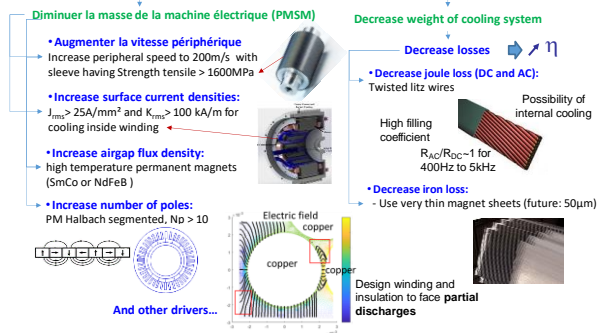 Diminuer la masse de la machine électrique (PMSM)
• Augmenter la vitesse périphérique
Increase peripheral speed to 200m/s with
sleeve having Strength tensile > 1600MPa
• Increase surface current densities:
Jrms> 25A/mm² and Krms> 100 kA/m for
cooling inside winding
• Increase airgap flux density:
high temperature permanent magnets
(SmCo or NdFeB )
• Increase number of poles:
PM Halbach segmented, Np > 10
And other drivers…
Electric field
copper
copper
copper
Decrease weight of cooling system
Decrease losses
η
• Decrease joule loss (DC and AC):
Twisted litz wires
Possibility of
internal cooling
High filling
coefficient
RAC/RDC~1 for
400Hz to 5kHz
• Decrease iron loss:
- Use very thin magnet sheets (future: 50µm)
Design winding and
insulation to face partial
discharges